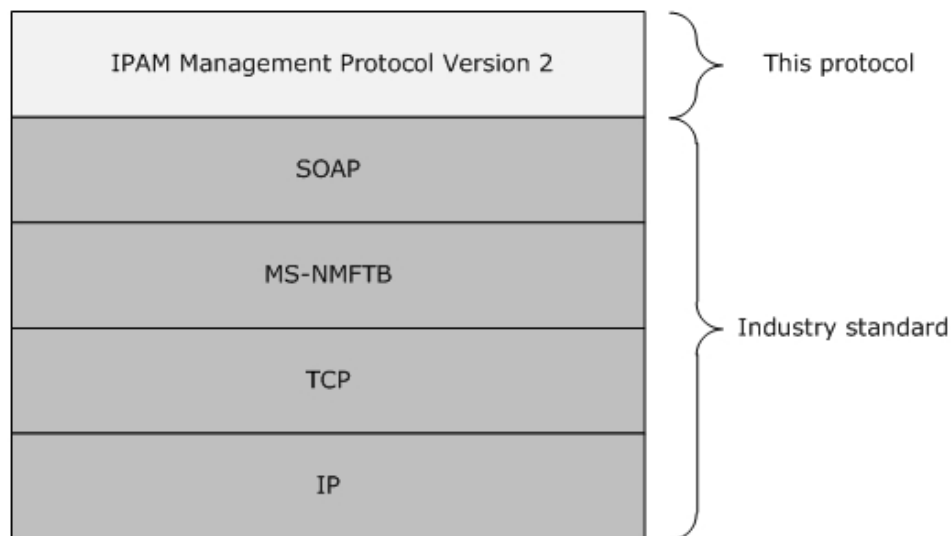 IPAM Management Protocol Version 2
This protocol
SOAP
MS-NMFTB
Industry standard
TCP
IP